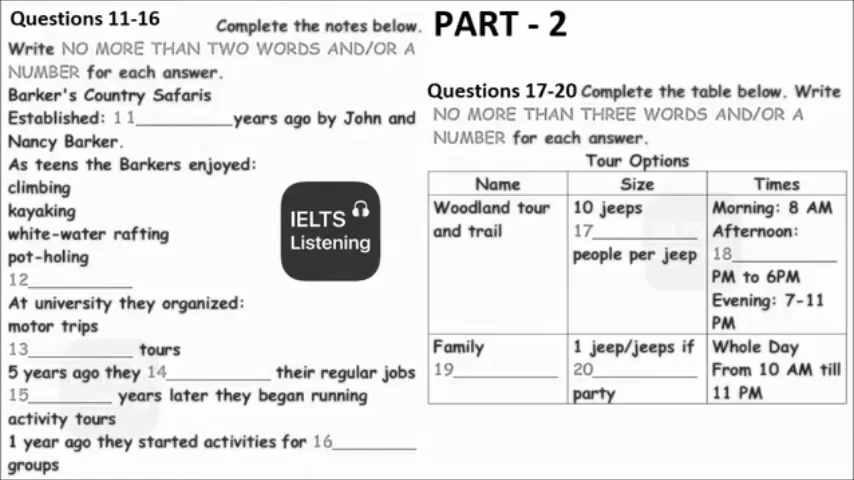 Questions 11-16
Complete the notes below.
Write NO MORE THAN TWO WORDS AND/OR A
NUMBER for each answer.
Barker's Country Safaris
Established: 11__________years ago by John and
Nancy Barker.
As teens the Barkers enjoyed:
climbing
kayaking
white-water rafting
pot-holing
12___________
At university they organized:
motor trips
13___________ tours
5 years ago they 14___________ their regular jobs
15_________ years later they began running
activity tours
1 year ago they started activities for 16_________
groups
IELTS
Listening
PART - 2
Questions 17-20 Complete the table below. Write
NO MORE THAN THREE WORDS AND/OR A
NUMBER for each answer.
Tour Options
Name Size Times
Woodland tour
and trail
10 jeeps
17___________
people per jeep
Morning: 8 AM
Afternoon:
18___________
PM to 6PM
Evening: 7-11
PM
Family
19___________
1 jeep/jeeps if
20___________
party
Whole Day
From 10 AM till
11 PM